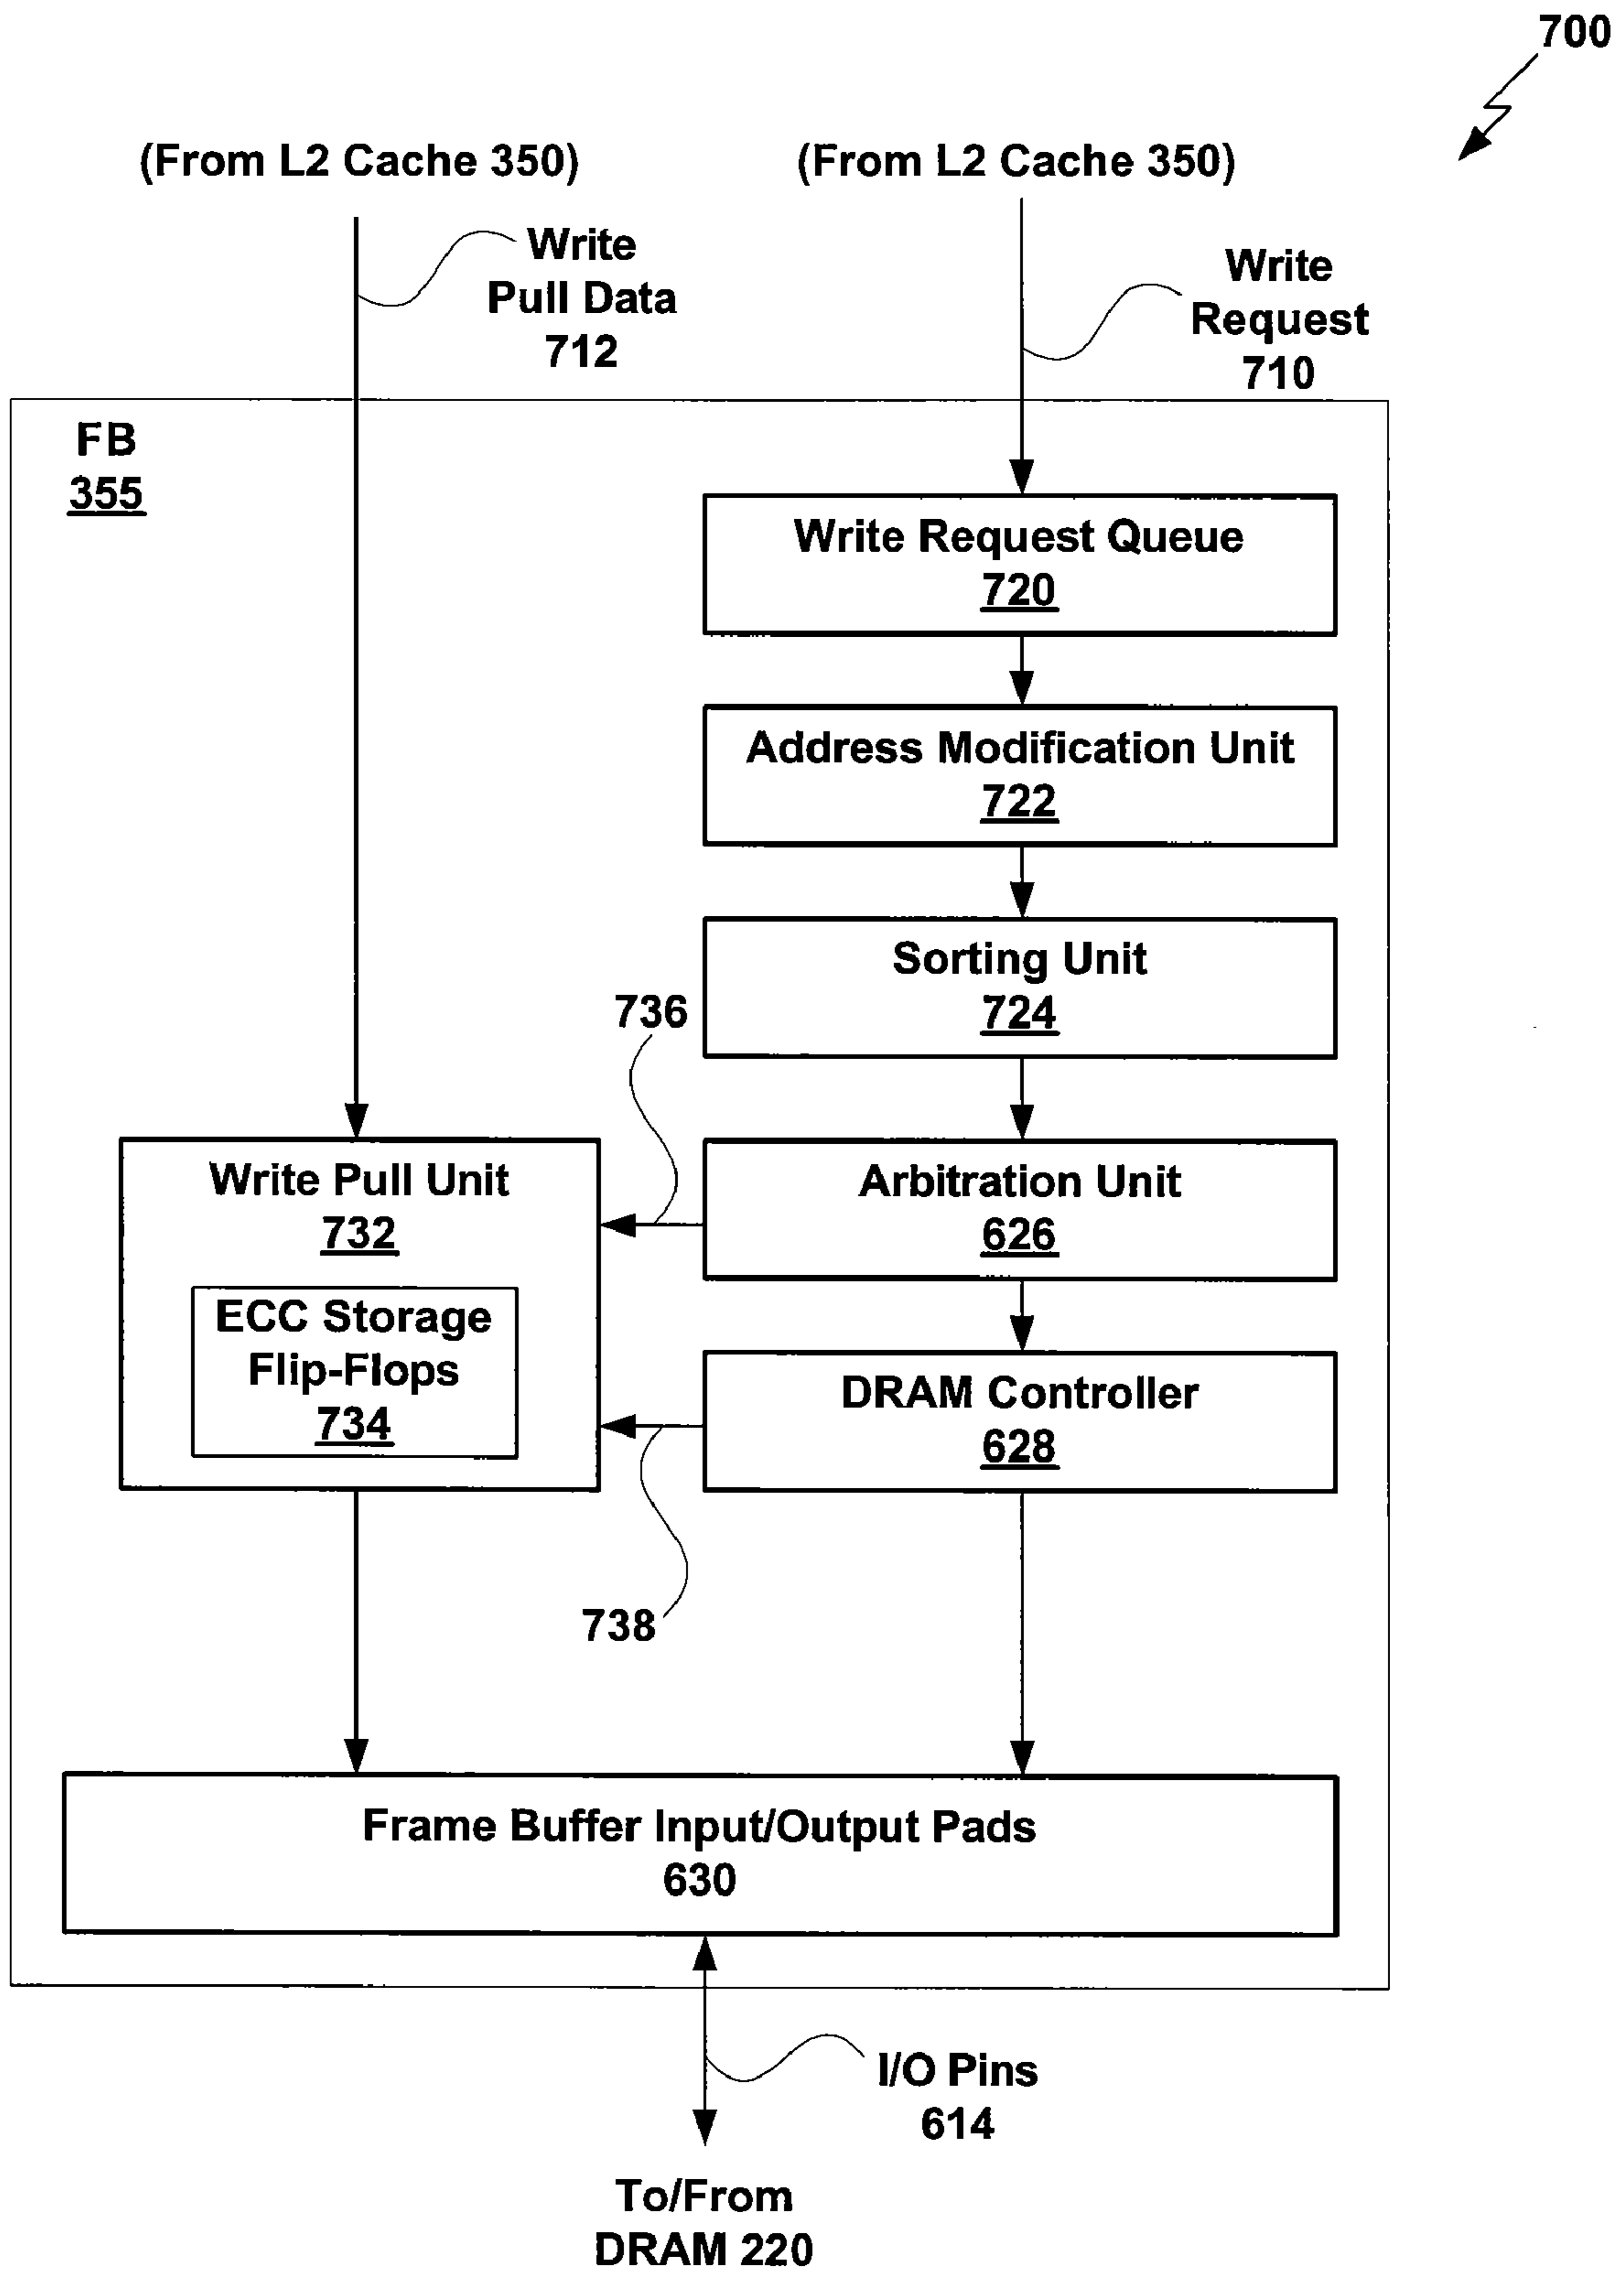 700
(From L2 Cache 350)
(From L2 Cache 350)
Write
Pull Data
712
Write
Request
710
FB
355
Write Request Queue
720
Address Modification Unit
722
Sorting Unit
724
736
Write Pull Unit
732
Arbitration Unit
626
ECC Storage
Flip-Flops
734
DRAM Controller
628
738
Frame Buffer Input/Output Pads
630
I/O Pins
614
To/From
DRAM 220